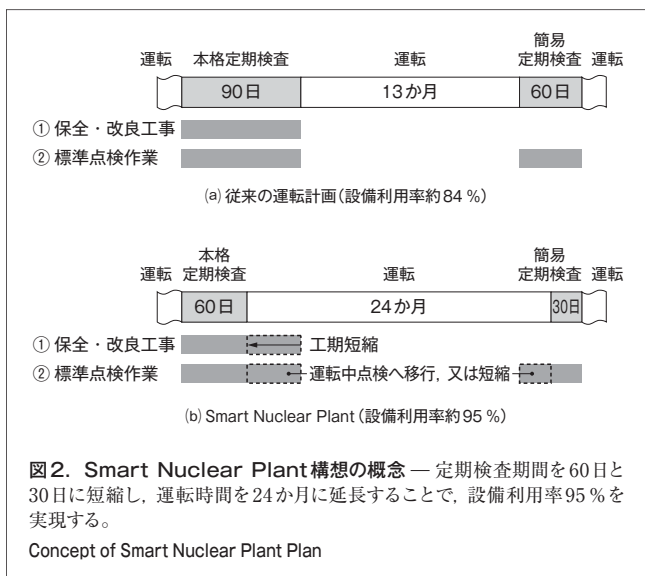 簡易
運転 本格定期検査 運転 定期検査 運転
90日 13か月 60日
① 保全・改良工事
② 標準点検作業
(a) 従来の運転計画(設備利用率約84 %)
本格 簡易
運転 定期検査 運転 定期検査 運転
60日 24か月 30日
① 保全・改良工事 工期短縮
② 標準点検作業 運転中点検へ移行, 又は短縮
(b) Smart Nuclear Plant(設備利用率約95 %)
図2. Smart Nuclear Plant構想の概念 — 定期検査期間を60日と
30日に短縮し, 運転時間を24か月に延長することで, 設備利用率95 %を
実現する。
Concept of Smart Nuclear Plant Plan